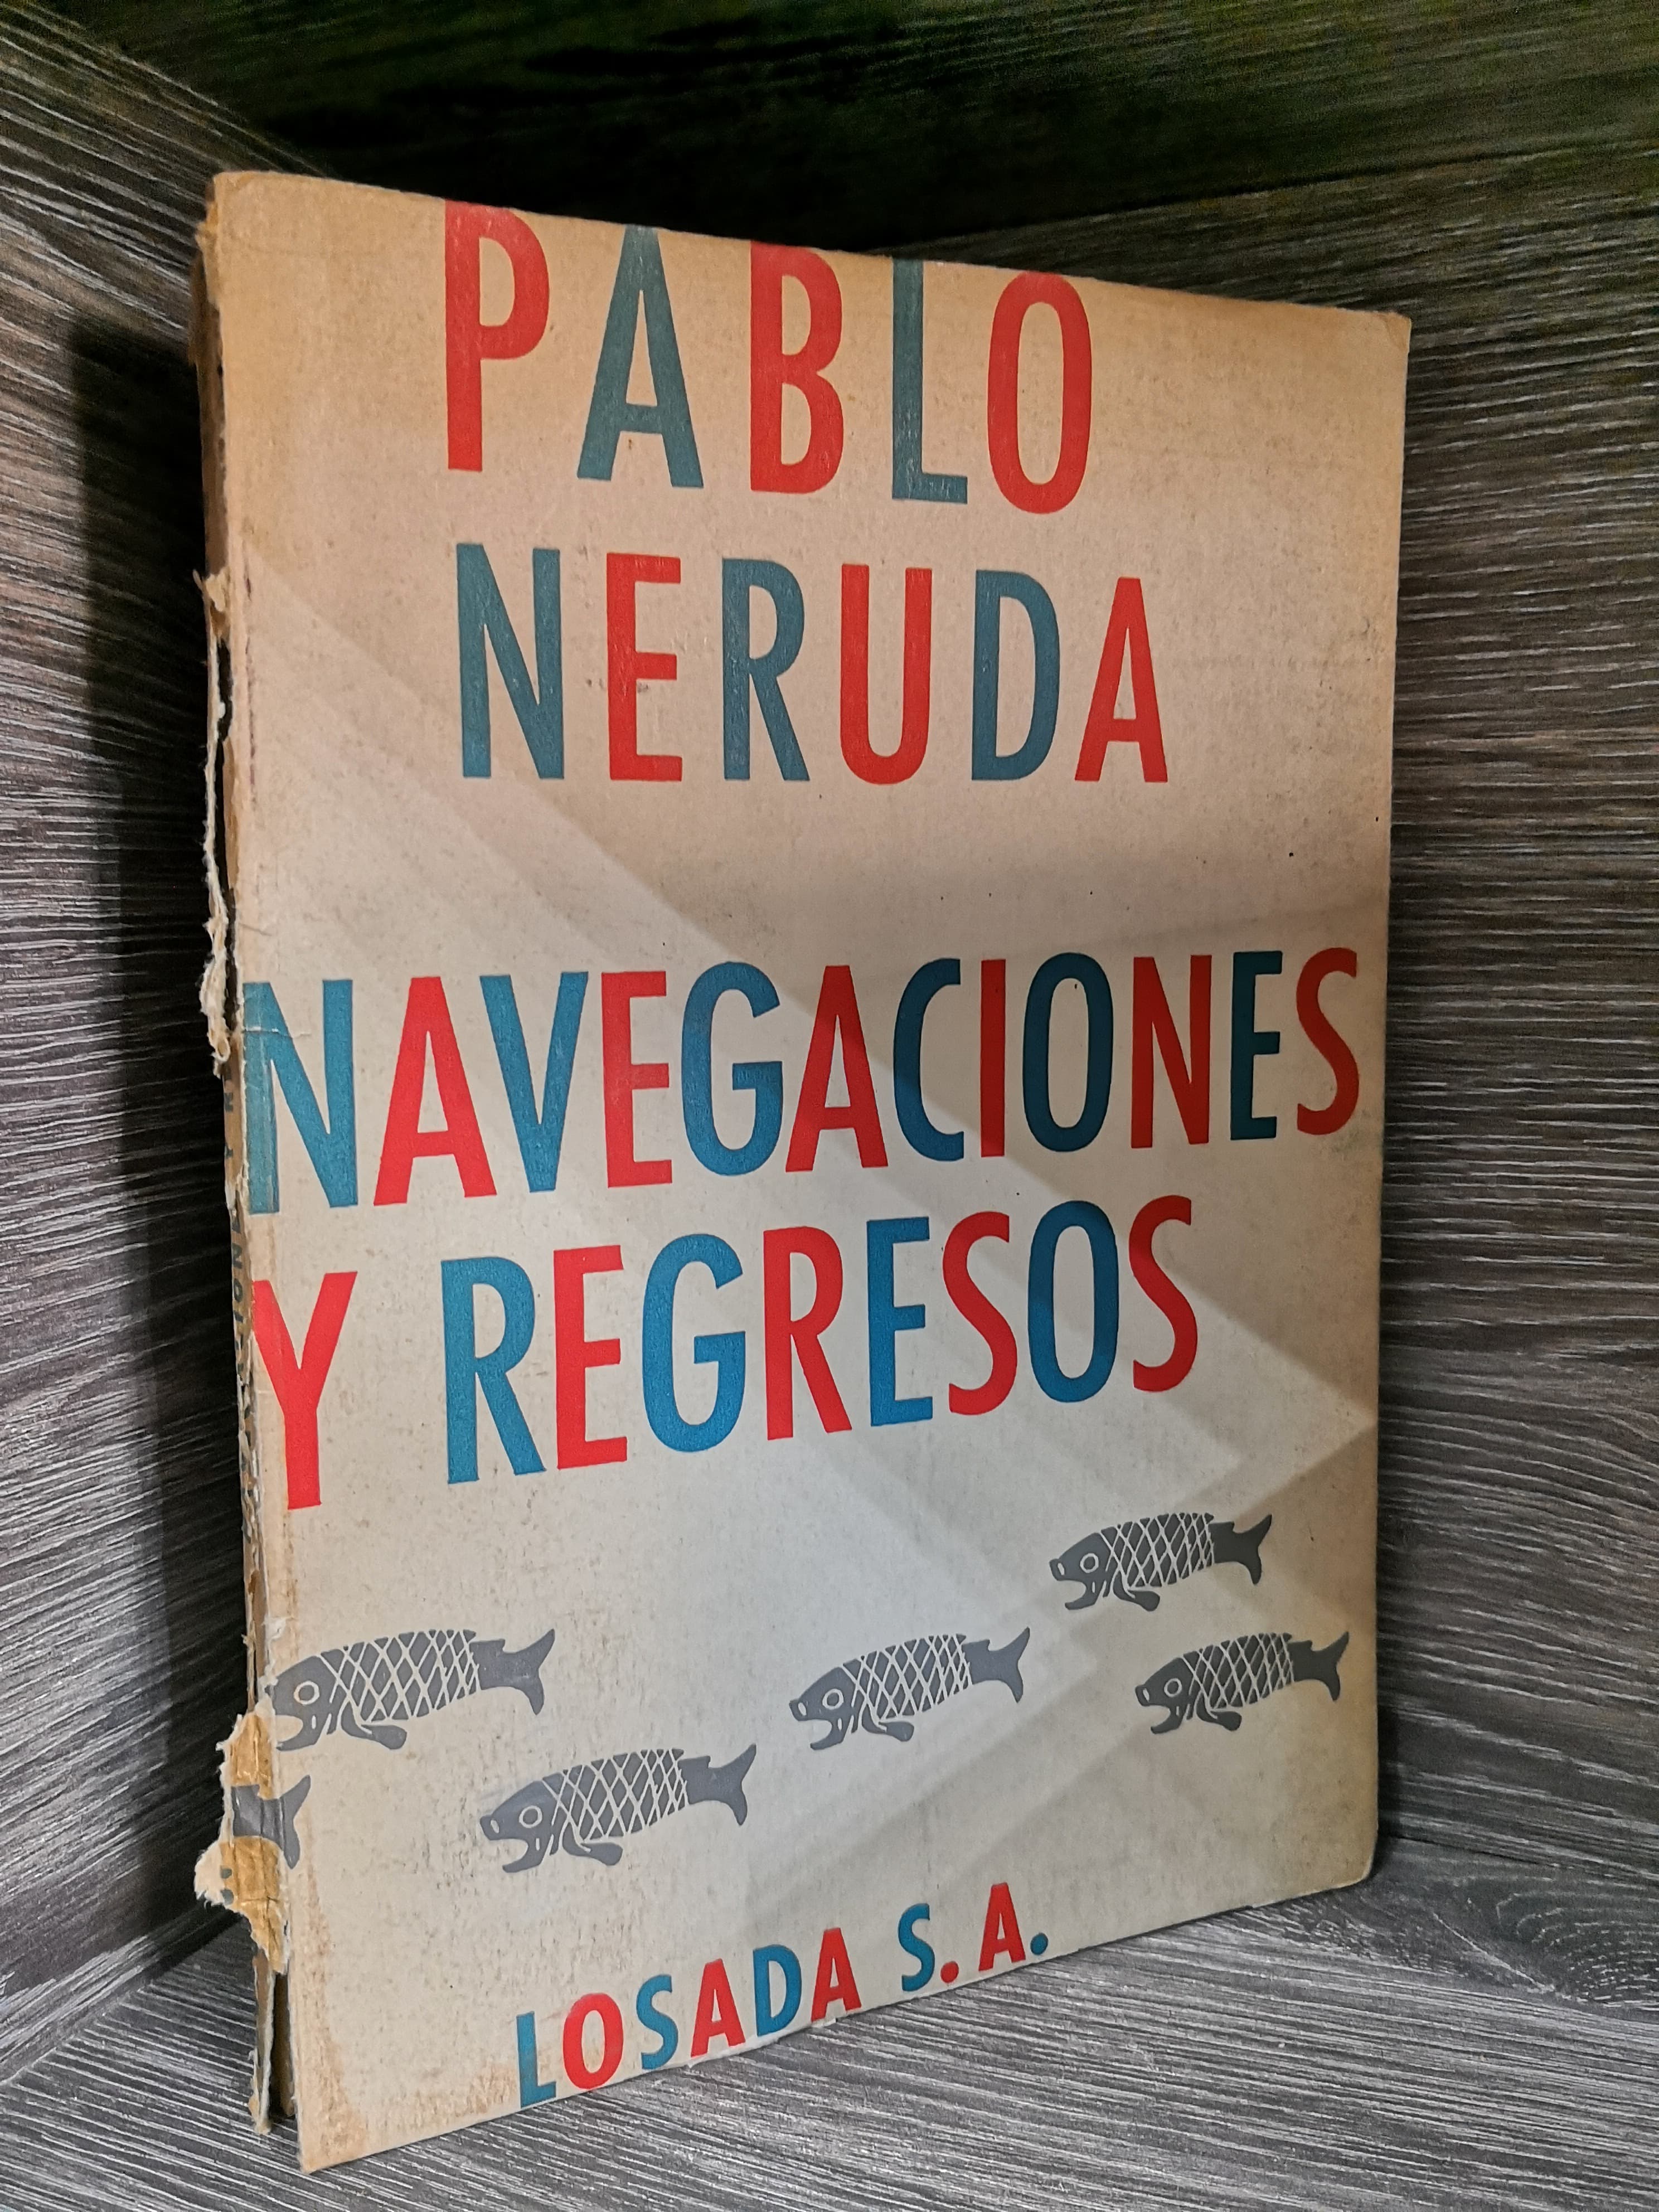 PABLO
NERUDA
NAVEGACIONES
Y REGRESOS
LOSADA S. A.